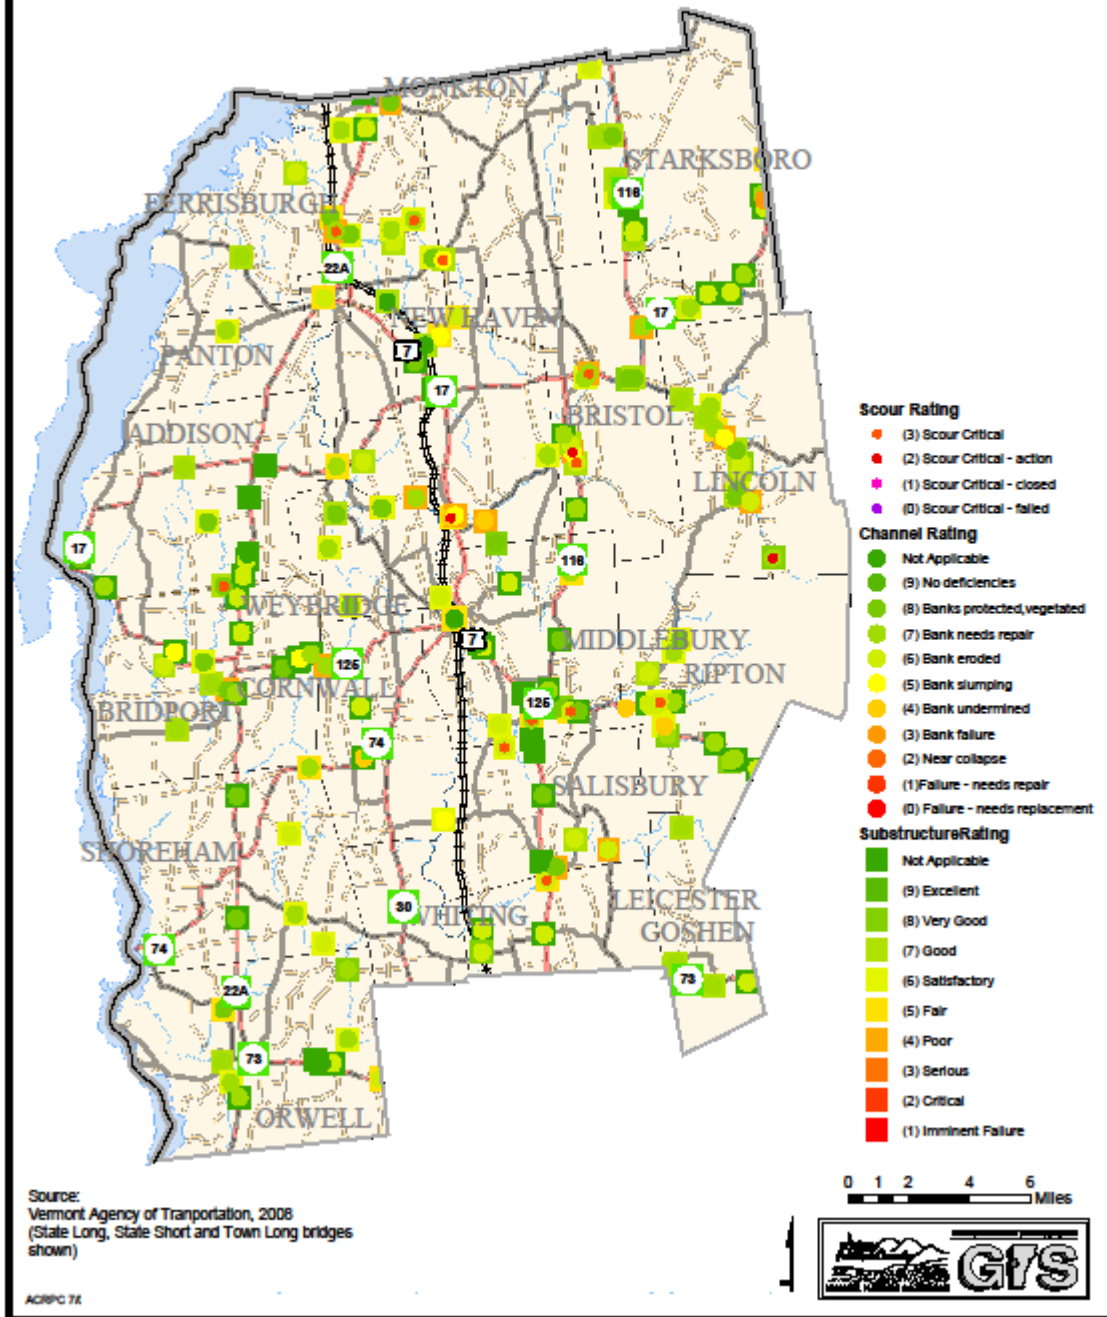 MONKTON
STARKSBORO
116
FERRISBURGH
22A
17
NEW HAVEN
7
PANTON
17
BRISTOL
ADDISON
LINCOLN
17
116
WEYBRIDGE
7
MIDDLEBURY
125
RIPTON
CORNWALL
125
BRIDPORT
74
SALISBURY
SHOREHAM
30
WHITING
LEICESTER
GOSHEN
74
73
22A
73
ORWELL
Scour Rating
(3) Scour Critical
(2) Scour Critical - action
(1) Scour Critical - closed
(0) Scour Critical - failed
Channel Rating
Not Applicable
(9) No deficiencies
(8) Banks protected,vegetated
(7) Bank needs repair
(6) Bank eroded
(5) Bank slumping
(4) Bank undermined
(3) Bank failure
(2) Near collapse
(1)Failure - needs repair
(0) Failure - needs replacement
SubstructureRating
Not Applicable
(9) Excellent
(8) Very Good
(7) Good
(6) Satisfactory
(5) Fair
(4) Poor
(3) Serious
(2) Critical
(1) Imminent Failure
0 1 2 4 6
Miles
GIS
Source:
Vermont Agency of Tranportation, 2008
(State Long, State Short and Town Long bridges
shown)
ACRPC